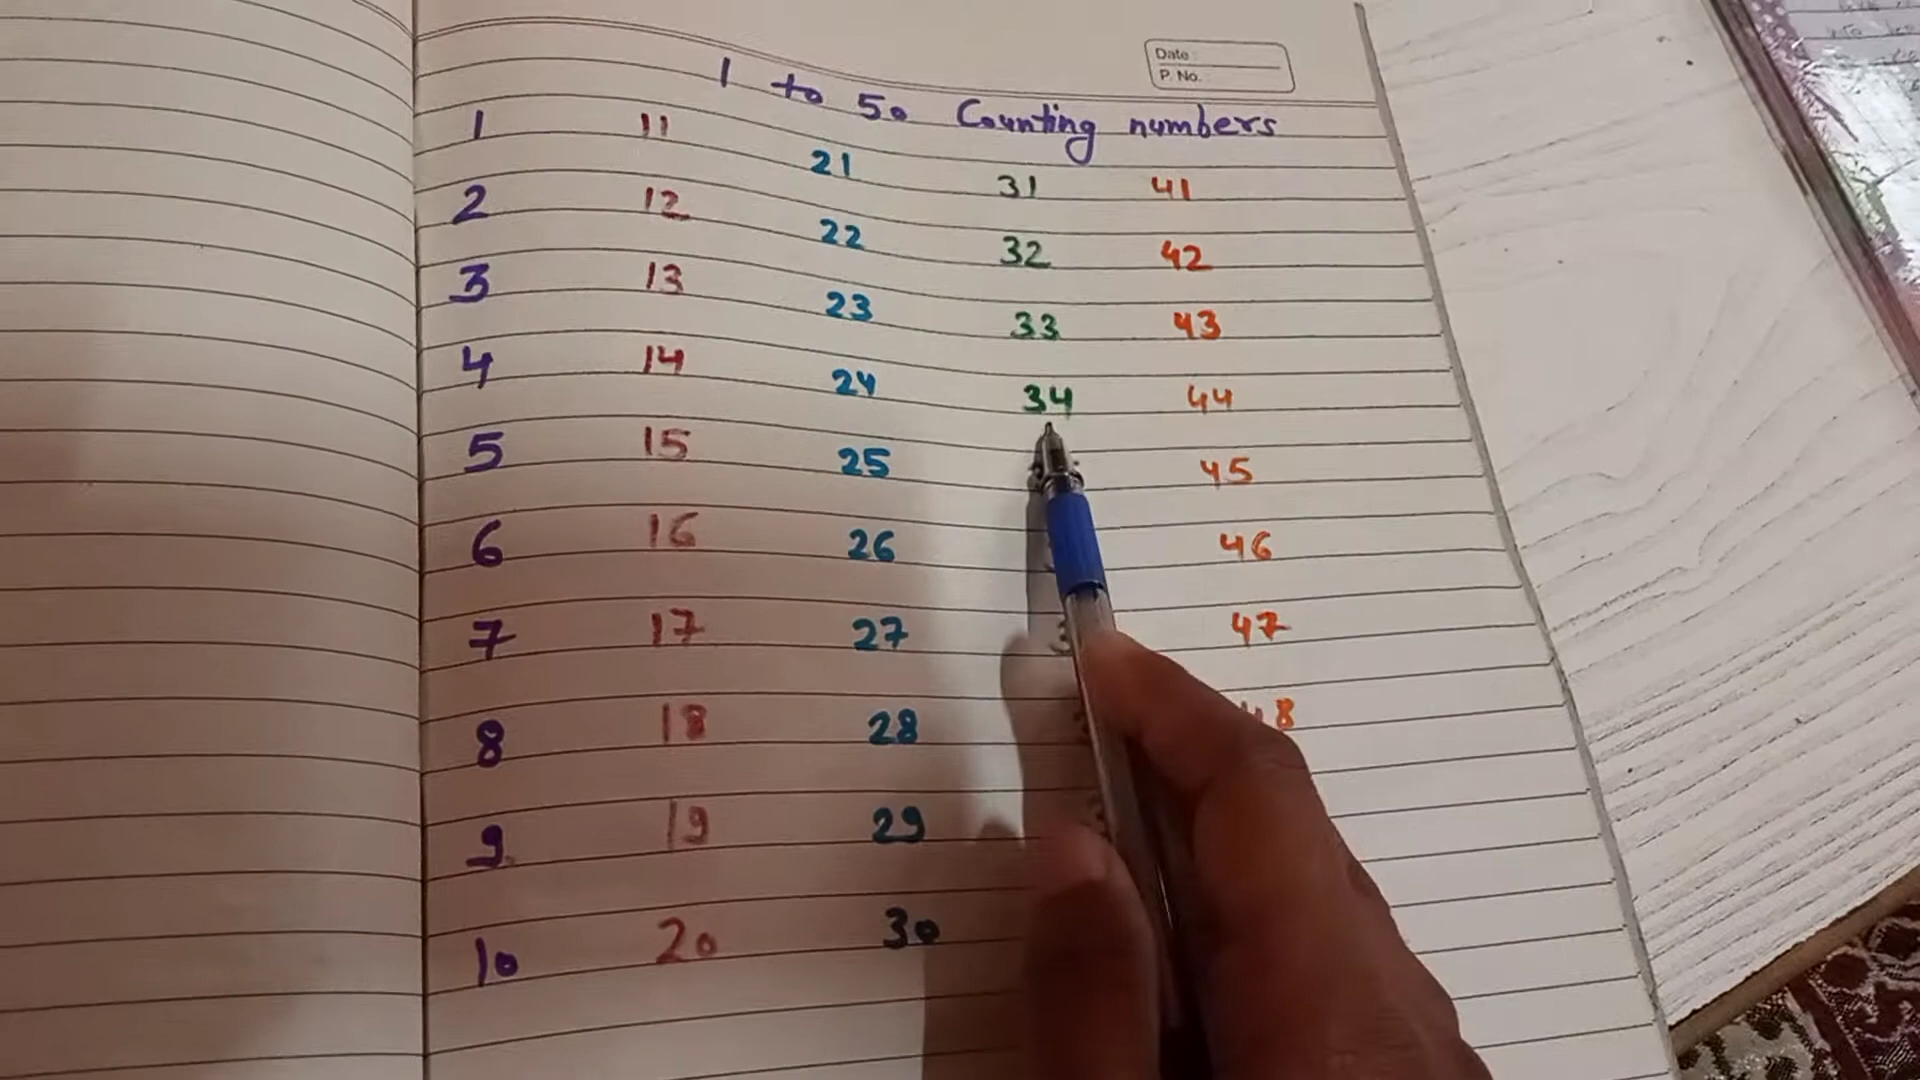 Date :
P. No.
1 to 50 Counting numbers
1 11 21 31 41
2 12 22 32 42
3 13 23 33 43
4 14 24 34 44
5 15 25 45
6 16 26 46
7 17 27 47
8 18 28
9 19 29
10 20 30